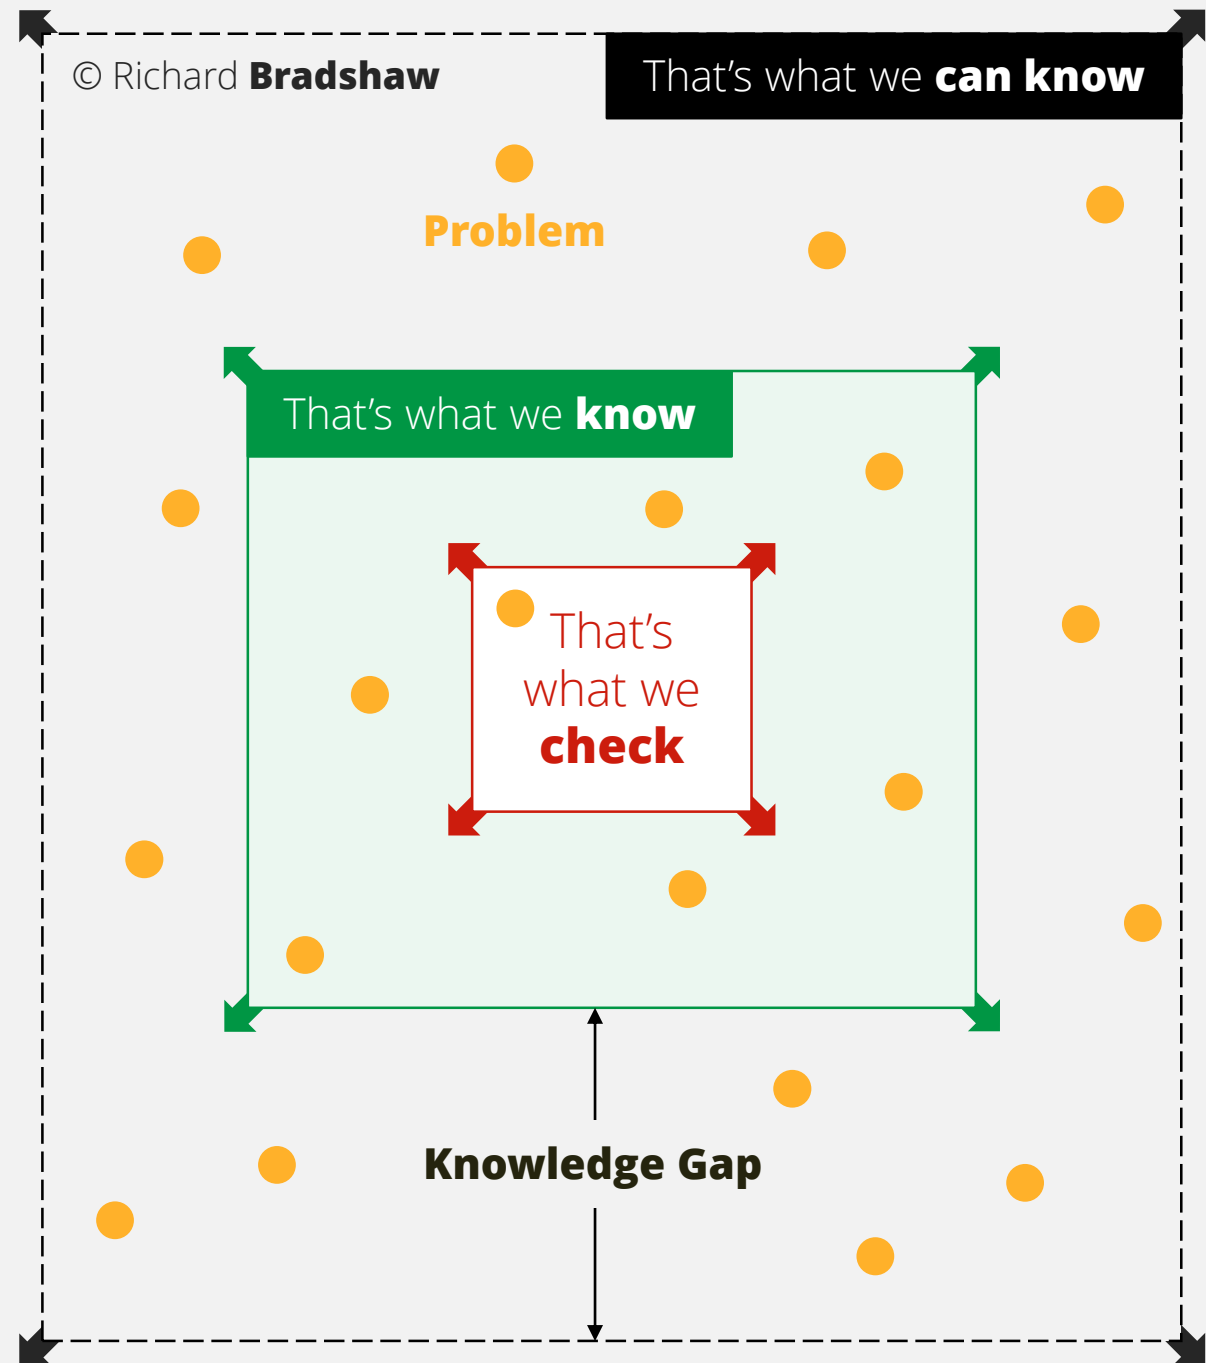 © Richard Bradshaw
That's what we can know
Problem
That's what we know
That's
what we
check
Knowledge Gap